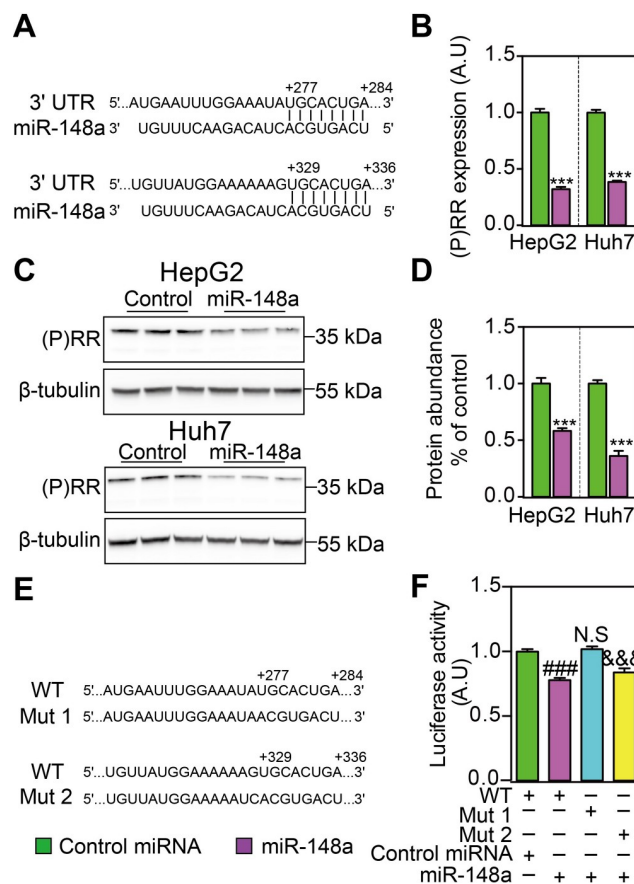 A
+277 +284
3' UTR 5'...AUGAAUUUGGAAAUAUGCACUGA...3'
miR-148a 3' UGUUUCAAGACAUCACGUGACU 5'
+329 +336
3' UTR 5'...UGUUAUGGAAAAAAGUGCACUGA...3'
miR-148a 3' UGUUUCAAGACAUCACGUGACU 5'
B
(P)RR expression (A.U)
1.5
1.0
0.5
0.0
*** ***
HepG2 Huh7
C
HepG2
Control miR-148a
(P)RR 35 kDa
β-tubulin 55 kDa
Huh7
Control miR-148a
(P)RR 35 kDa
β-tubulin 55 kDa
D
Protein abundance
% of control
1.5
1.0
0.5
0.0
*** ***
HepG2 Huh7
E
+277 +284
WT 5'...AUGAAUUUGGAAAUAUGCACUGA...3'
Mut 1 5'...AUGAAUUUGGAAAUAACGUGACU...3'
+329 +336
WT 5'...UGUUAUGGAAAAAAGUGCACUGA...3'
Mut 2 5'...UGUUAUGGAAAAAUCACGUGACU...3'
Control miRNA miR-148a
F
Luciferase activity
(A.U)
1.5
1.0
0.5
0.0
### N.S &&&
WT + + − −
Mut 1 − − + −
Mut 2 − − − +
Control miRNA + − − −
miR-148a − + + +